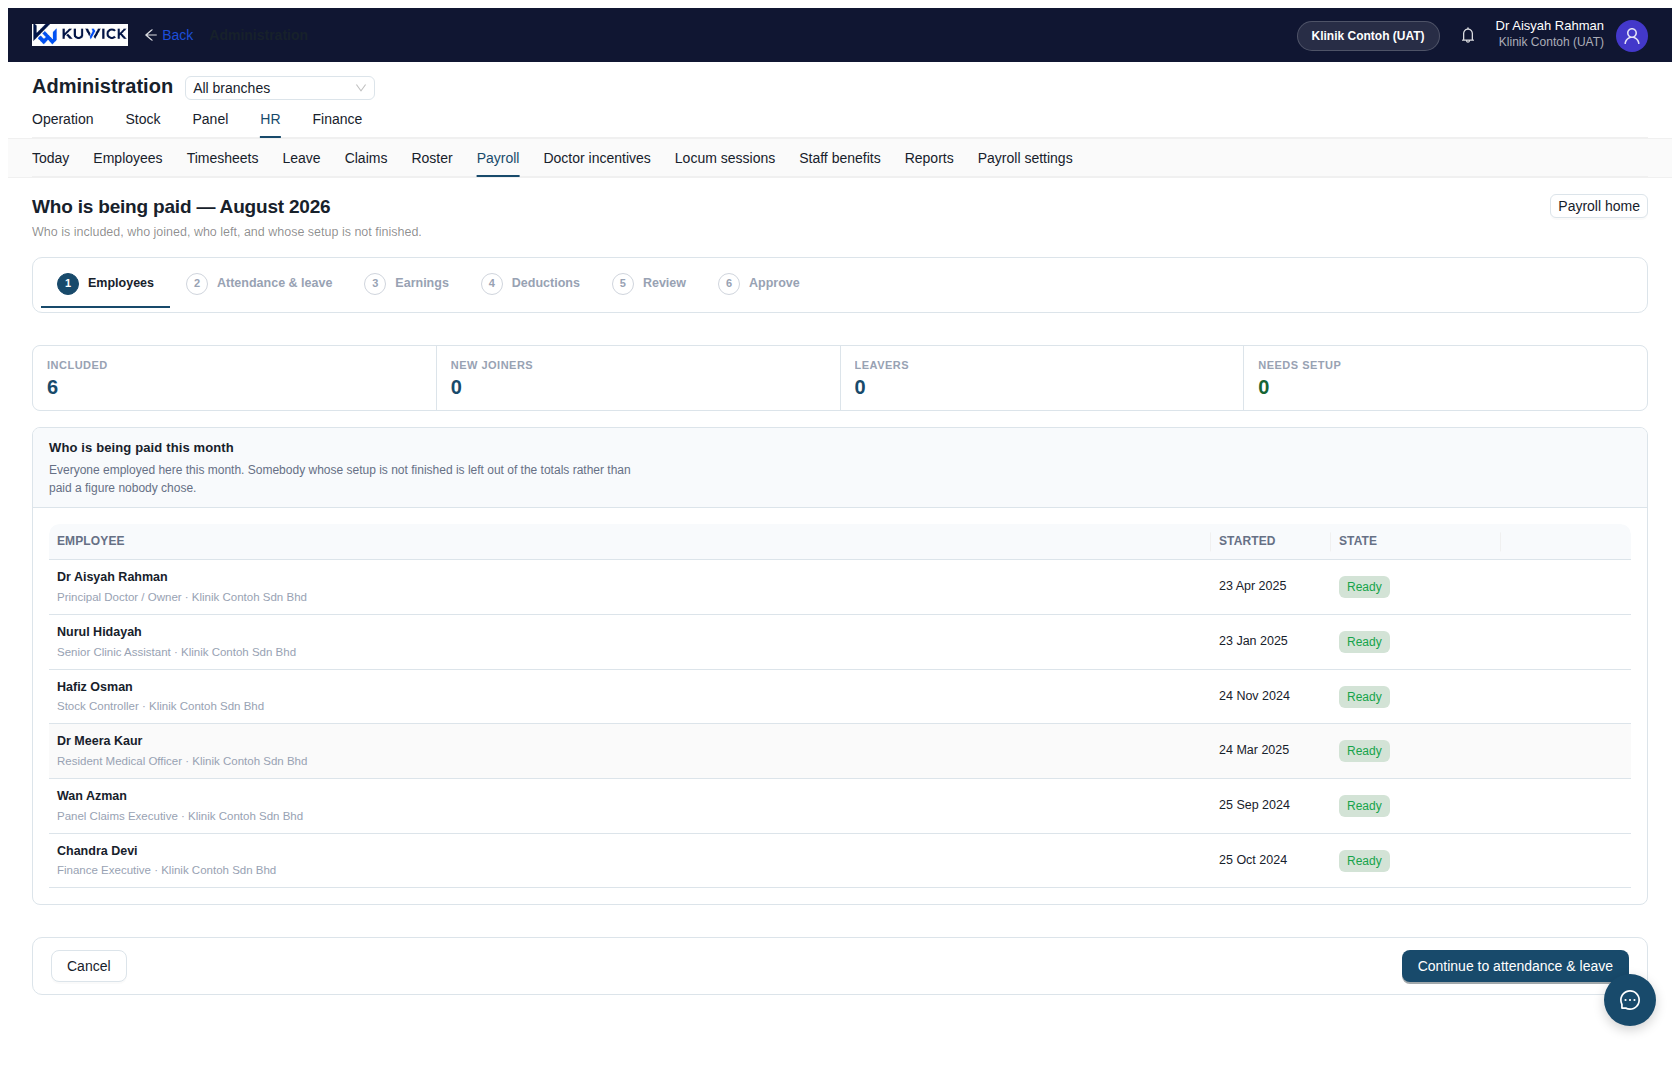 KUWICK
Back Administration
Klinik Contoh (UAT)
Dr Aisyah Rahman
Klinik Contoh (UAT)
Administration
All branches
Operation Stock Panel HR Finance
Today Employees Timesheets Leave Claims Roster Payroll Doctor incentives Locum sessions Staff benefits Reports Payroll settings
Who is being paid — August 2026
Payroll home
Who is included, who joined, who left, and whose setup is not finished.
1 Employees 2 Attendance & leave 3 Earnings 4 Deductions 5 Review 6 Approve
INCLUDED NEW JOINERS LEAVERS NEEDS SETUP
6 0 0 0
Who is being paid this month
Everyone employed here this month. Somebody whose setup is not finished is left out of the totals rather than
paid a figure nobody chose.
EMPLOYEE STARTED STATE
Dr Aisyah Rahman
Principal Doctor / Owner · Klinik Contoh Sdn Bhd
23 Apr 2025 Ready
Nurul Hidayah
Senior Clinic Assistant · Klinik Contoh Sdn Bhd
23 Jan 2025 Ready
Hafiz Osman
Stock Controller · Klinik Contoh Sdn Bhd
24 Nov 2024 Ready
Dr Meera Kaur
Resident Medical Officer · Klinik Contoh Sdn Bhd
24 Mar 2025 Ready
Wan Azman
Panel Claims Executive · Klinik Contoh Sdn Bhd
25 Sep 2024 Ready
Chandra Devi
Finance Executive · Klinik Contoh Sdn Bhd
25 Oct 2024 Ready
Cancel
Continue to attendance & leave